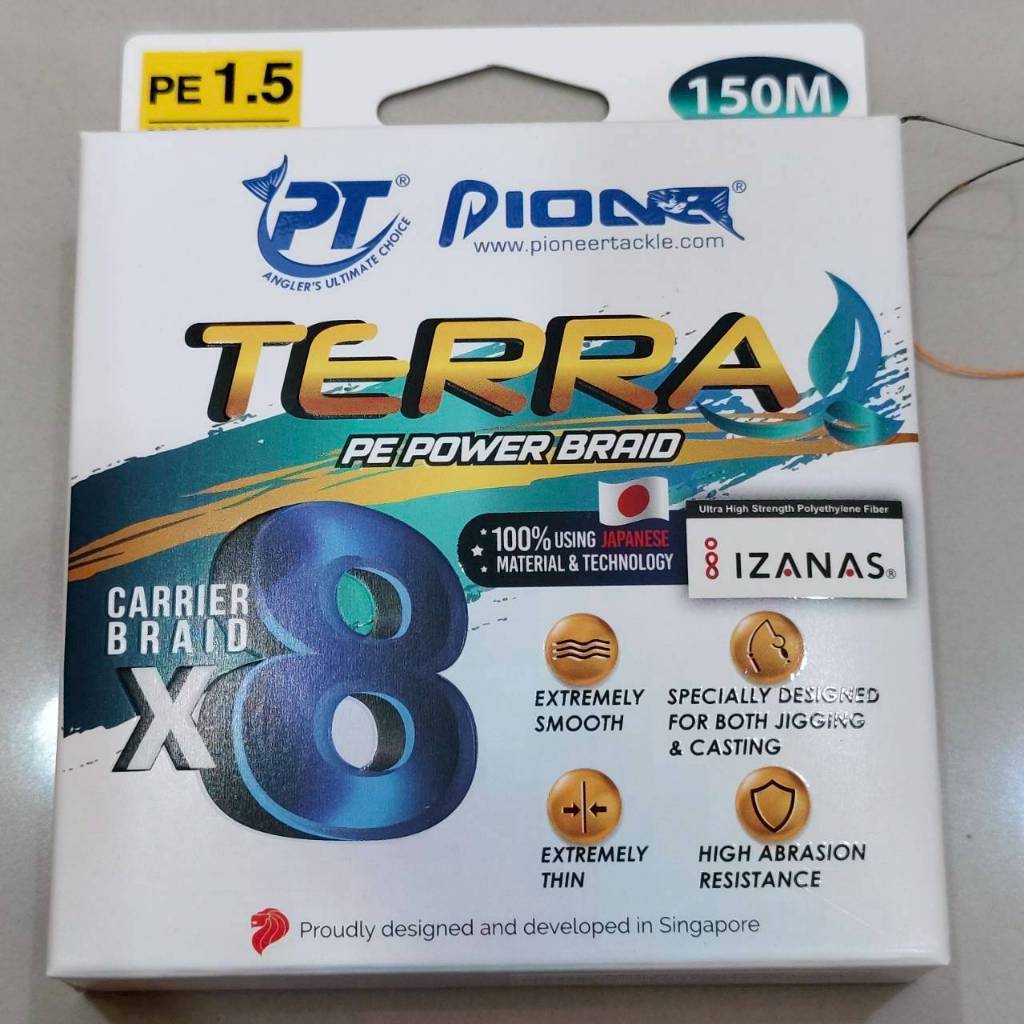 PE 1.5
150M
PT®
ANGLER'S ULTIMATE CHOICE
PIONEER®
www.pioneertackle.com
TERRA
PE POWER BRAID
100% USING JAPANESE
MATERIAL & TECHNOLOGY
Ultra High Strength Polyethylene Fiber
IZANAS®
CARRIER
BRAID
X8
EXTREMELY
SMOOTH
SPECIALLY DESIGNED
FOR BOTH JIGGING
& CASTING
EXTREMELY
THIN
HIGH ABRASION
RESISTANCE
Proudly designed and developed in Singapore